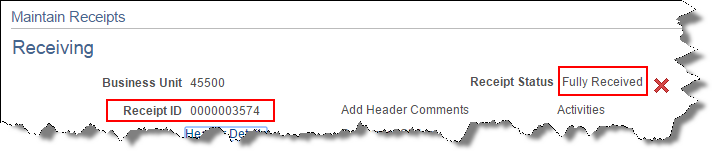 Maintain Receipts
Receiving
Business Unit 45500 Receipt Status Fully Received
Receipt ID 0000003574 Add Header Comments Activities